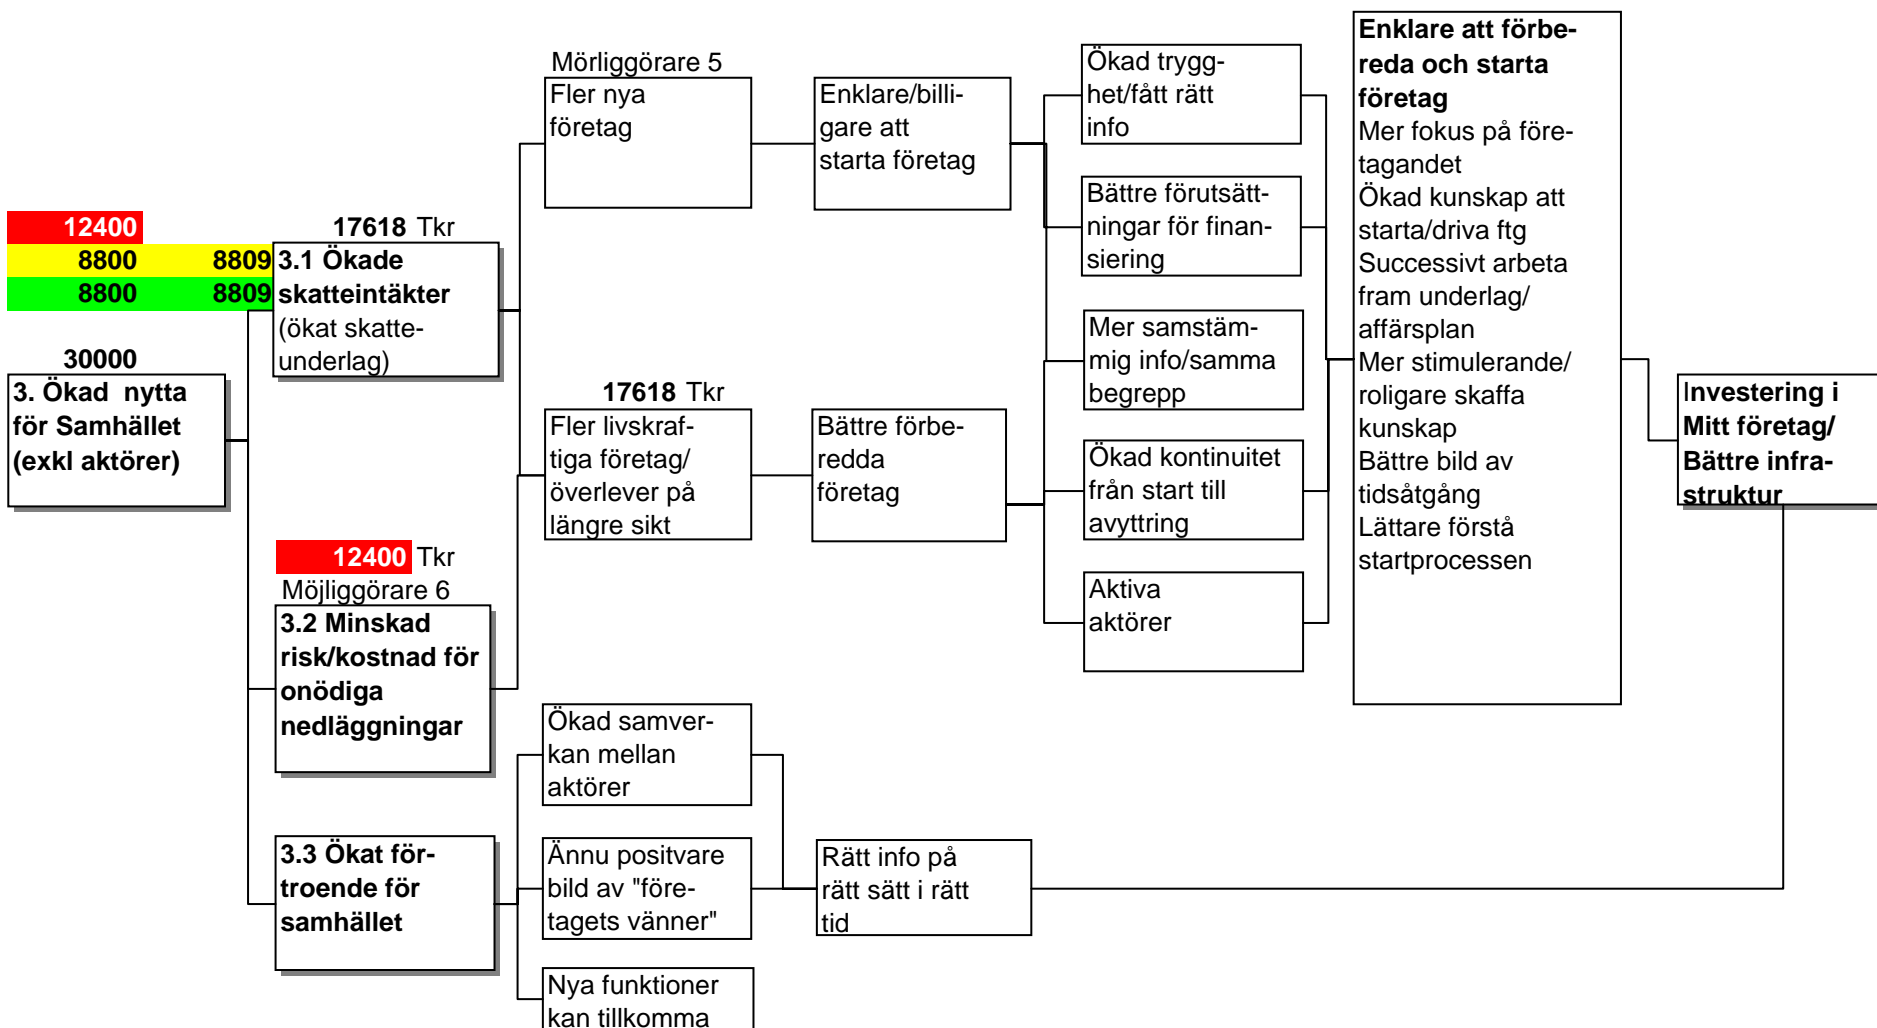 12400
8800 8809
8800 8809
30000
3. Ökad  nytta
för Samhället
(exkl aktörer)
17618 Tkr
3.1 Ökade
skatteintäkter
(ökat skatte-
underlag)
12400 Tkr
Möjliggörare 6
3.2 Minskad
risk/kostnad för
onödiga
nedläggningar
3.3 Ökat för-
troende för
samhället
Mörliggörare 5
Fler nya
företag
17618 Tkr
Fler livskraf-
tiga företag/
överlever på
längre sikt
Ökad samver-
kan mellan
aktörer
Ännu positvare
bild av "före-
tagets vänner"
Nya funktioner
kan tillkomma
Enklare/billi-
gare att
starta företag
Bättre förbe-
redda
företag
Rätt info på
rätt sätt i rätt
tid
Ökad trygg-
het/fått rätt
info
Bättre förutsätt-
ningar för finan-
siering
Mer samstäm-
mig info/samma
begrepp
Ökad kontinuitet
från start till
avyttring
Aktiva
aktörer
Enklare att förbe-
reda och starta
företag
Mer fokus på före-
tagandet
Ökad kunskap att
starta/driva ftg
Successivt arbeta
fram underlag/
affärsplan
Mer stimulerande/
roligare skaffa
kunskap
Bättre bild av
tidsåtgång
Lättare förstå
startprocessen
Investering i
Mitt företag/
Bättre infra-
struktur